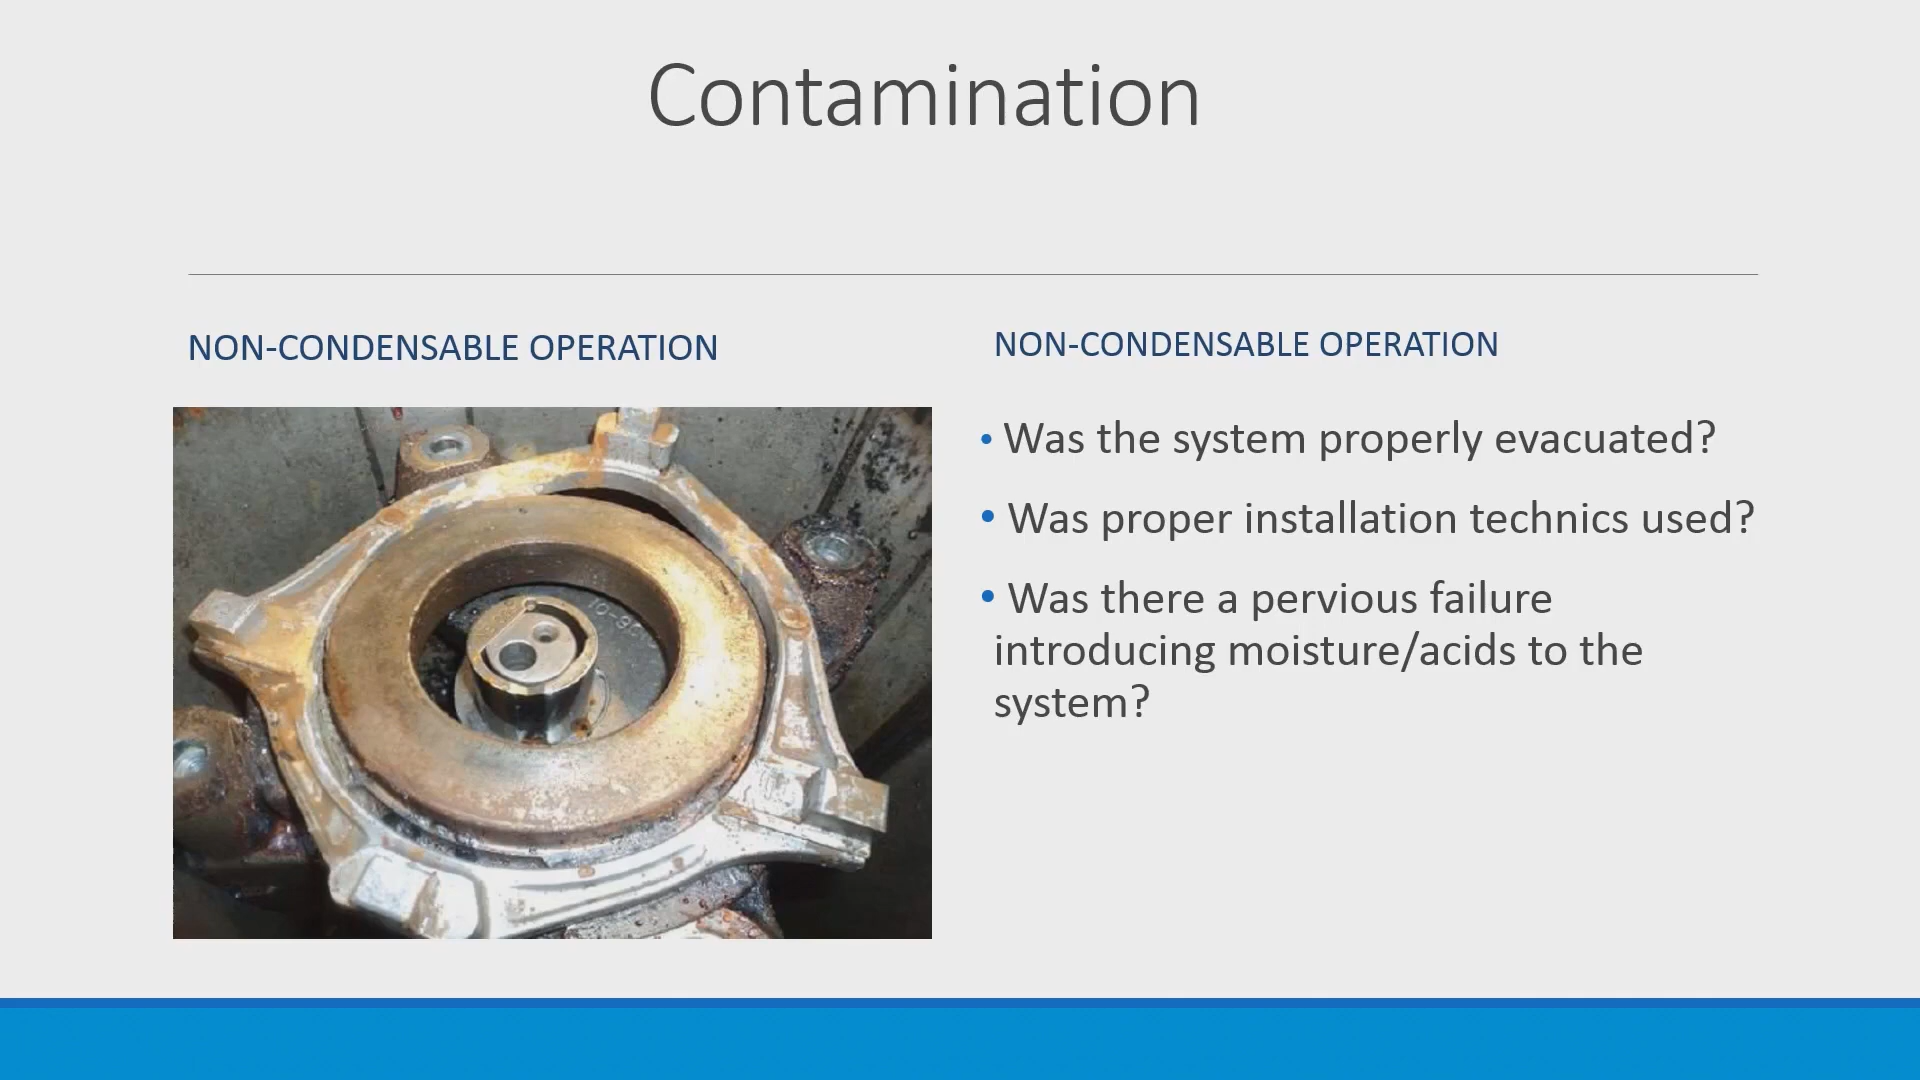 Contamination
NON-CONDENSABLE OPERATION
NON-CONDENSABLE OPERATION
• Was the system properly evacuated?
• Was proper installation technics used?
• Was there a pervious failure
introducing moisture/acids to the
system?